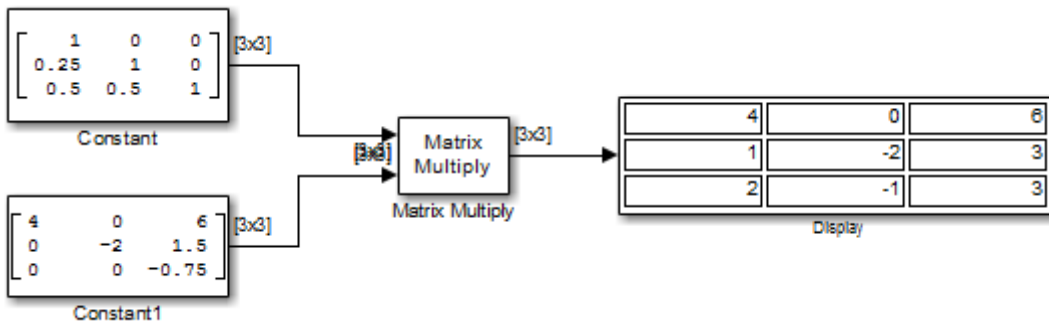 1 0 0
0.25 1 0
0.5 0.5 1
[3x3]
Constant
4 0 6
0 -2 1.5
0 0 -0.75
[3x3]
Constant1
Matrix
Multiply
Matrix Multiply
[3x3]
4 0 6
1 -2 3
2 -1 3
Display